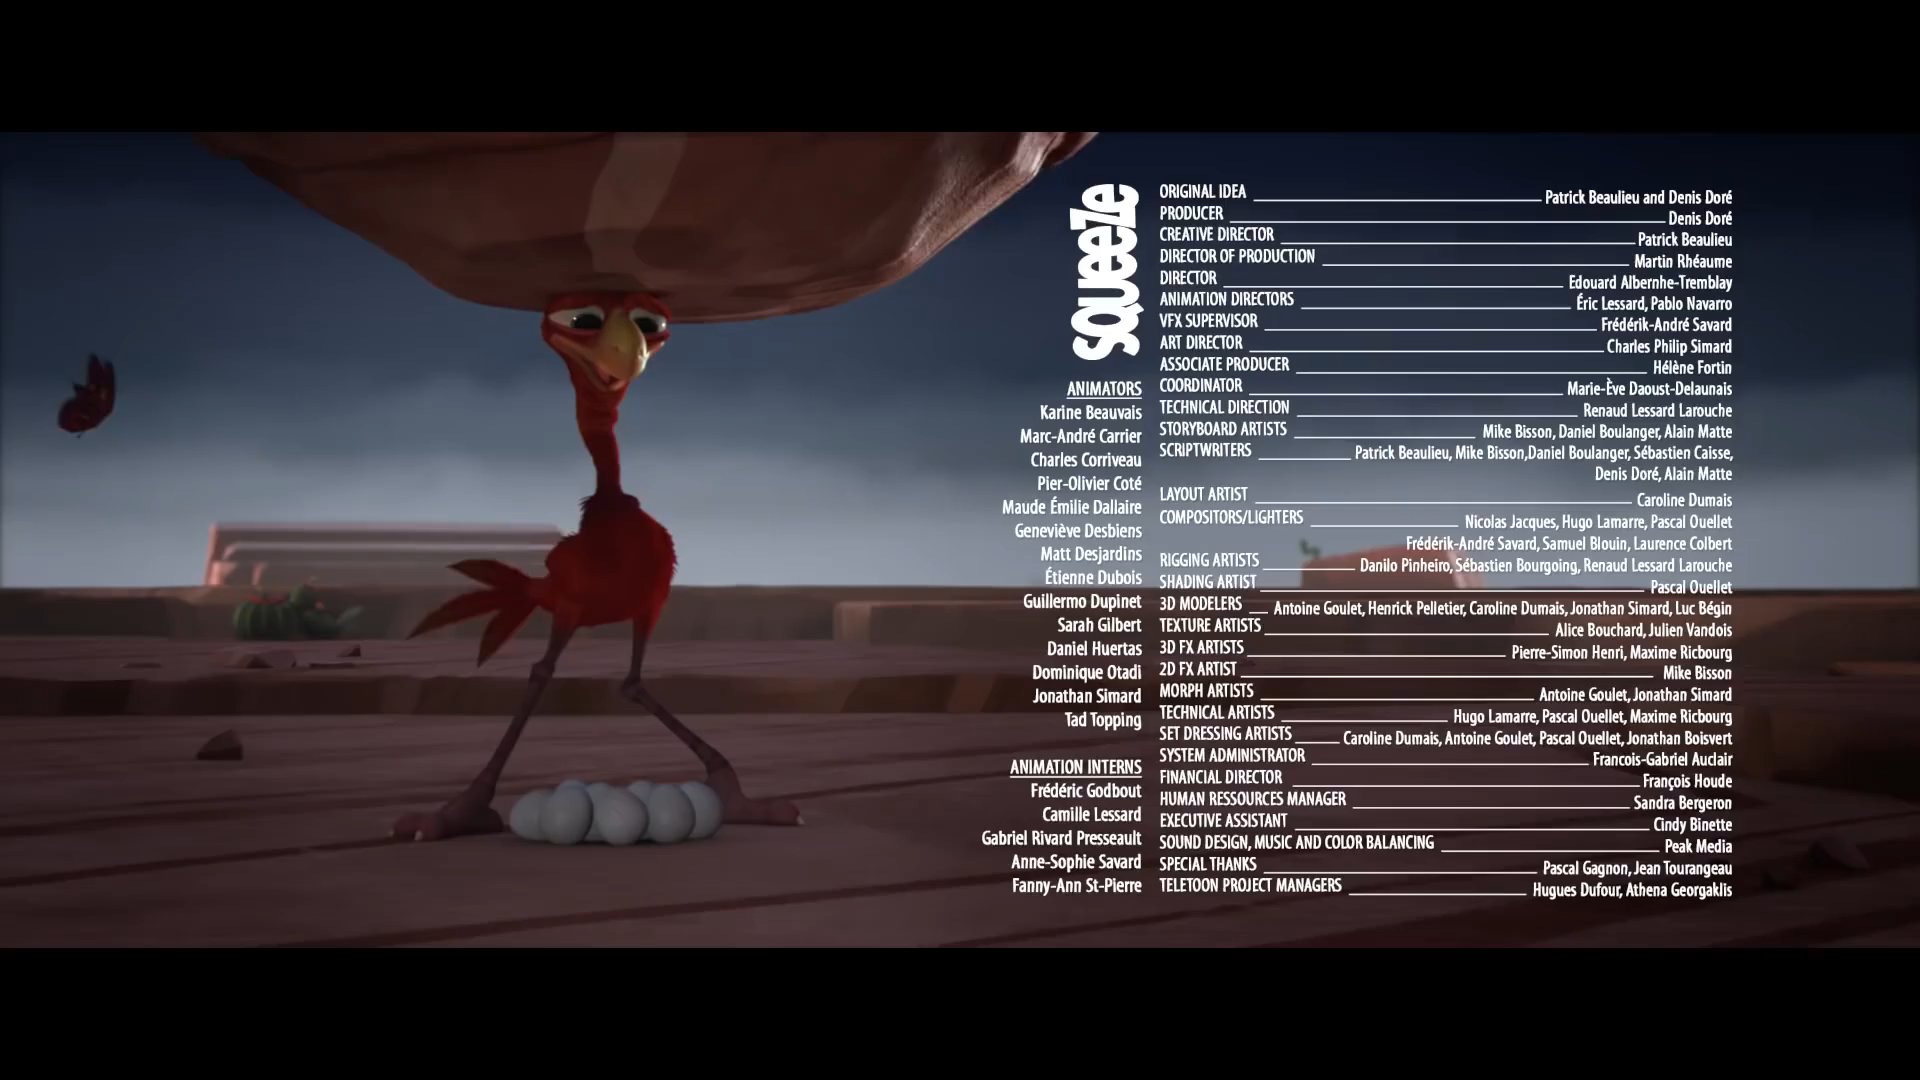 squeeze
ANIMATORS
Karine Beauvais
Marc-André Carrier
Charles Corriveau
Pier-Olivier Coté
Maude Émilie Dallaire
Geneviève Desbiens
Matt Desjardins
Étienne Dubois
Guillermo Dupinet
Sarah Gilbert
Daniel Huertas
Dominique Otadi
Jonathan Simard
Tad Topping
ANIMATION INTERNS
Frédéric Godbout
Camille Lessard
Gabriel Rivard Presseault
Anne-Sophie Savard
Fanny-Ann St-Pierre
ORIGINAL IDEA Patrick Beaulieu and Denis Doré
PRODUCER Denis Doré
CREATIVE DIRECTOR Patrick Beaulieu
DIRECTOR OF PRODUCTION Martin Rhéaume
DIRECTOR Edouard Albernhe-Tremblay
ANIMATION DIRECTORS Éric Lessard, Pablo Navarro
VFX SUPERVISOR Frédérik-André Savard
ART DIRECTOR Charles Philip Simard
ASSOCIATE PRODUCER Hélène Fortin
COORDINATOR Marie-Ève Daoust-Delaunais
TECHNICAL DIRECTION Renaud Lessard Larouche
STORYBOARD ARTISTS Mike Bisson, Daniel Boulanger, Alain Matte
SCRIPTWRITERS Patrick Beaulieu, Mike Bisson,Daniel Boulanger, Sébastien Caisse,
Denis Doré, Alain Matte
LAYOUT ARTIST Caroline Dumais
COMPOSITORS/LIGHTERS Nicolas Jacques, Hugo Lamarre, Pascal Ouellet
Frédérik-André Savard, Samuel Blouin, Laurence Colbert
RIGGING ARTISTS Danilo Pinheiro, Sébastien Bourgoing, Renaud Lessard Larouche
SHADING ARTIST Pascal Ouellet
3D MODELERS Antoine Goulet, Henrick Pelletier, Caroline Dumais, Jonathan Simard, Luc Bégin
TEXTURE ARTISTS Alice Bouchard, Julien Vandois
3D FX ARTISTS Pierre-Simon Henri, Maxime Ricbourg
2D FX ARTIST Mike Bisson
MORPH ARTISTS Antoine Goulet, Jonathan Simard
TECHNICAL ARTISTS Hugo Lamarre, Pascal Ouellet, Maxime Ricbourg
SET DRESSING ARTISTS Caroline Dumais, Antoine Goulet, Pascal Ouellet, Jonathan Boisvert
SYSTEM ADMINISTRATOR Francois-Gabriel Auclair
FINANCIAL DIRECTOR François Houde
HUMAN RESSOURCES MANAGER Sandra Bergeron
EXECUTIVE ASSISTANT Cindy Binette
SOUND DESIGN, MUSIC AND COLOR BALANCING Peak Media
SPECIAL THANKS Pascal Gagnon, Jean Tourangeau
TELETOON PROJECT MANAGERS Hugues Dufour, Athena Georgaklis